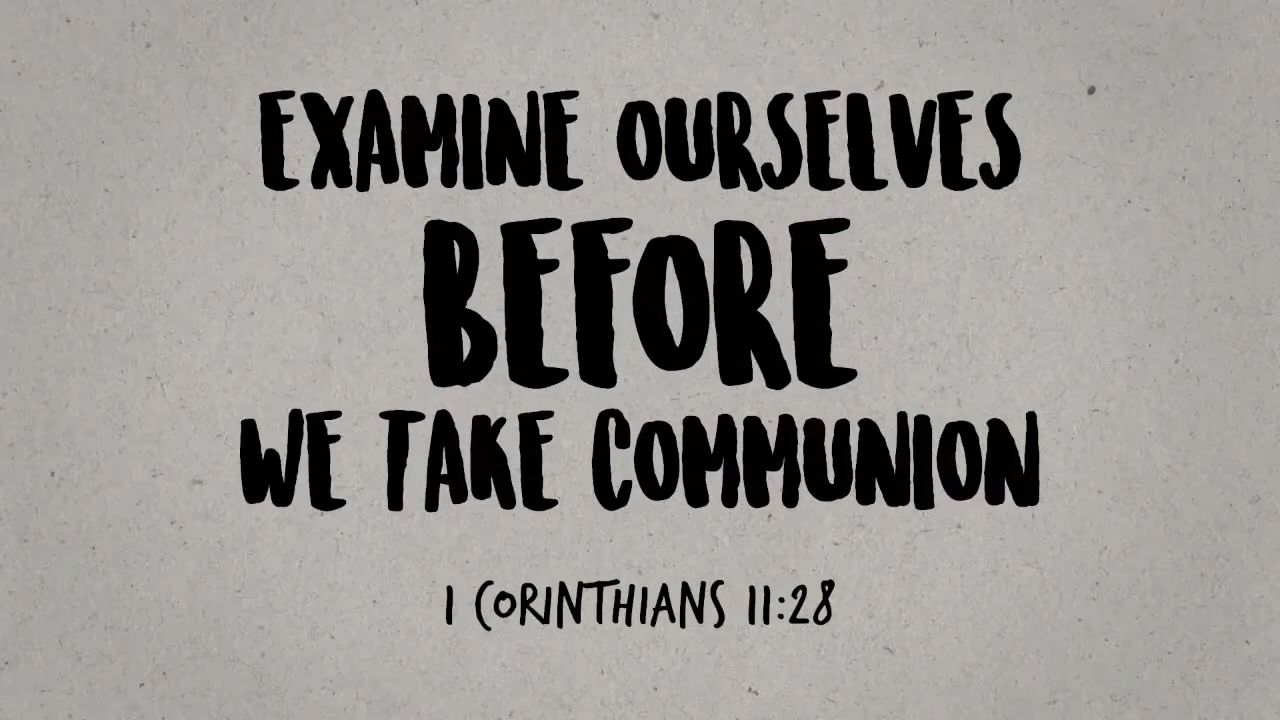 EXAMINE OURSELVES
BEFORE
WE TAKE COMMUNION
1 CORINTHIANS 11:28